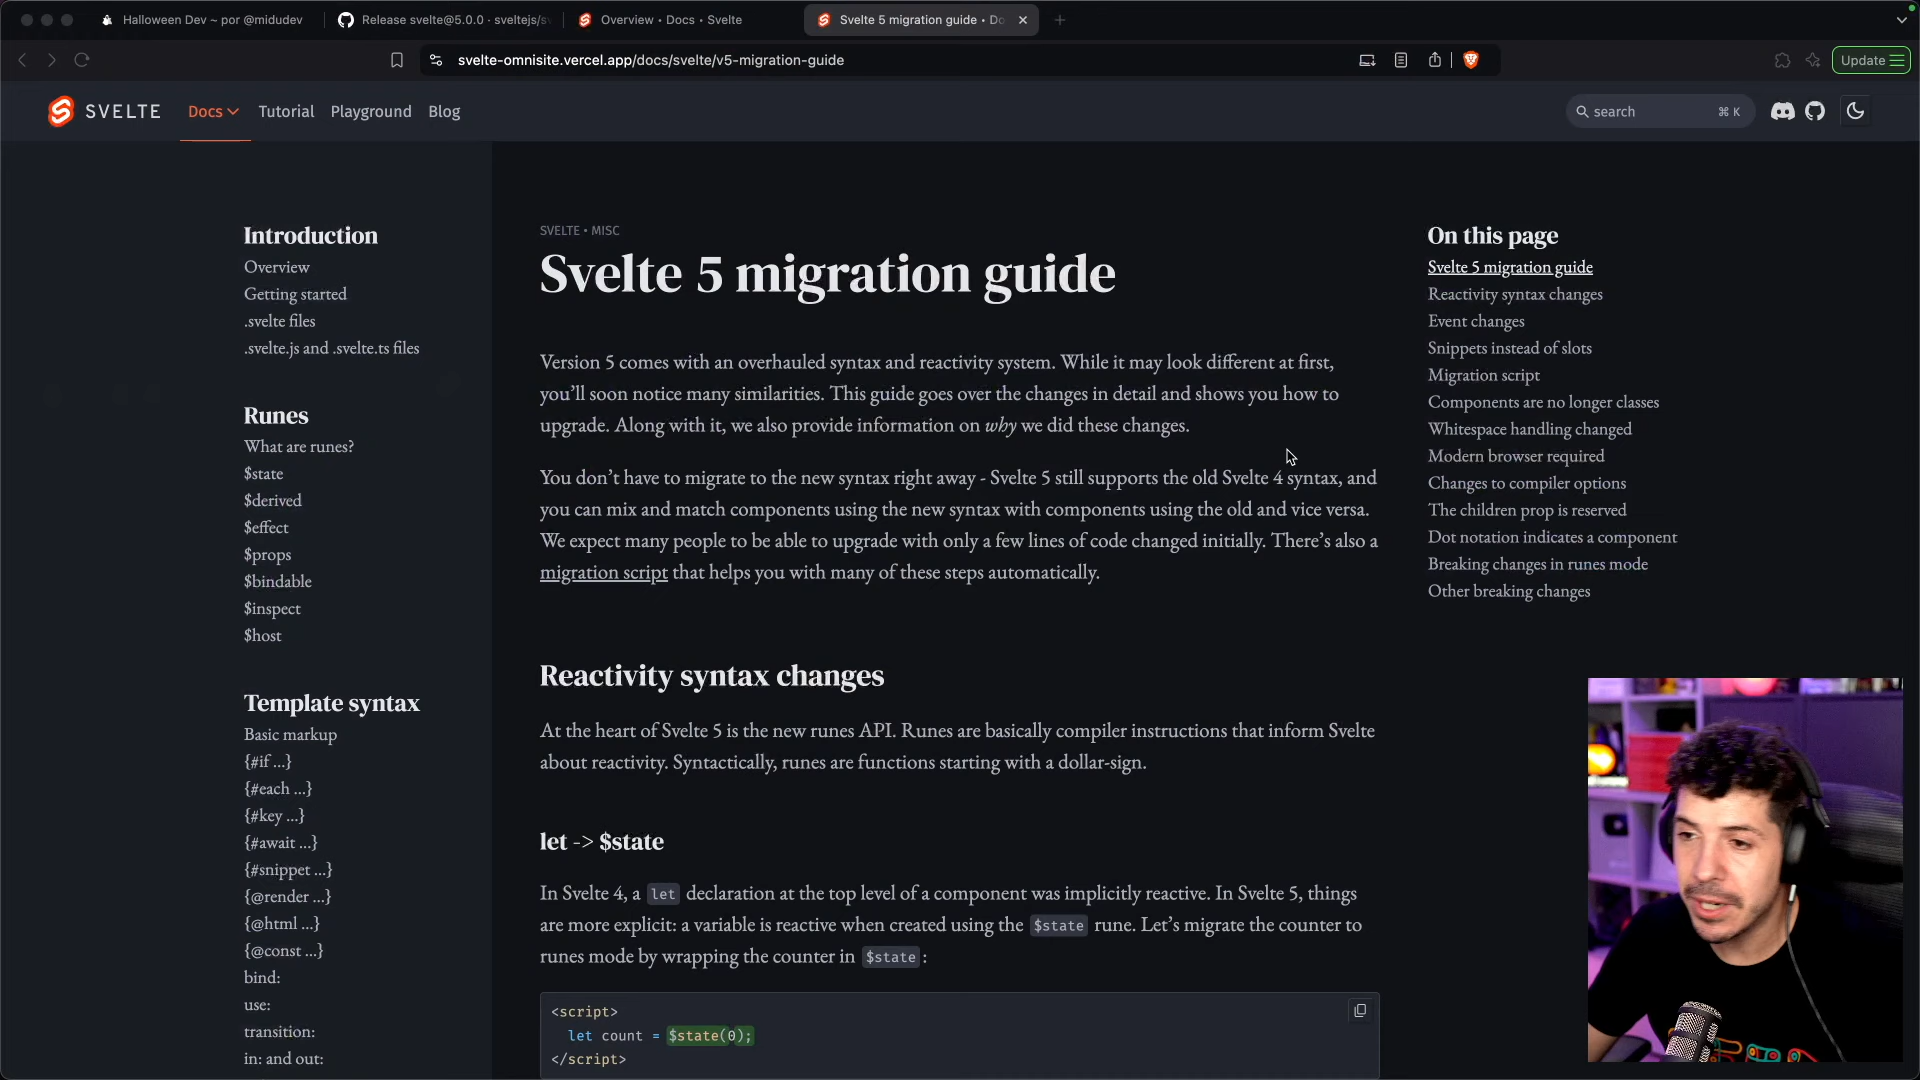 Halloween Dev ~ por @midudev
Release svelte@5.0.0 · sveltejs/sv
Overview • Docs • Svelte
Svelte 5 migration guide • Do
svelte-omnisite.vercel.app/docs/svelte/v5-migration-guide
Update
SVELTE
Docs
Tutorial
Playground
Blog
search
⌘ K
Introduction
Overview
Getting started
.svelte files
.svelte.js and .svelte.ts files
Runes
What are runes?
$state
$derived
$effect
$props
$bindable
$inspect
$host
Template syntax
Basic markup
{#if ...}
{#each ...}
{#key ...}
{#await ...}
{#snippet ...}
{@render ...}
{@html ...}
{@const ...}
bind:
use:
transition:
in: and out:
SVELTE • MISC
Svelte 5 migration guide
Version 5 comes with an overhauled syntax and reactivity system. While it may look different at first,
you’ll soon notice many similarities. This guide goes over the changes in detail and shows you how to
upgrade. Along with it, we also provide information on why we did these changes.
You don’t have to migrate to the new syntax right away - Svelte 5 still supports the old Svelte 4 syntax, and
you can mix and match components using the new syntax with components using the old and vice versa.
We expect many people to be able to upgrade with only a few lines of code changed initially. There’s also a
migration script that helps you with many of these steps automatically.
Reactivity syntax changes
At the heart of Svelte 5 is the new runes API. Runes are basically compiler instructions that inform Svelte
about reactivity. Syntactically, runes are functions starting with a dollar-sign.
let -> $state
In Svelte 4, a let declaration at the top level of a component was implicitly reactive. In Svelte 5, things
are more explicit: a variable is reactive when created using the $state rune. Let’s migrate the counter to
runes mode by wrapping the counter in $state :
<script>
let count = $state(0);
</script>
On this page
Svelte 5 migration guide
Reactivity syntax changes
Event changes
Snippets instead of slots
Migration script
Components are no longer classes
Whitespace handling changed
Modern browser required
Changes to compiler options
The children prop is reserved
Dot notation indicates a component
Breaking changes in runes mode
Other breaking changes